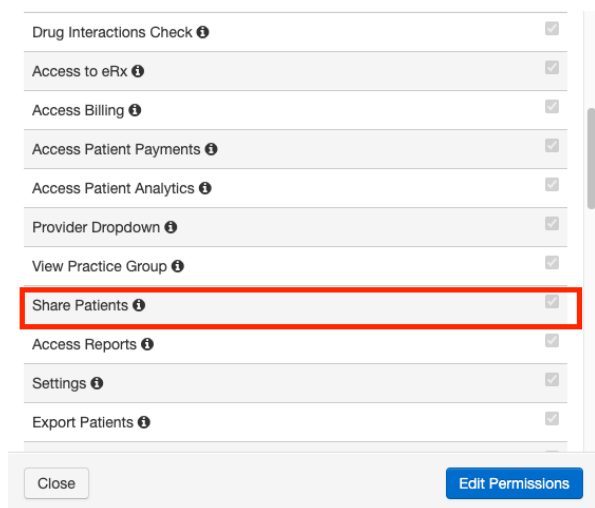 Drug Interactions Check
Access to eRx
Access Billing
Access Patient Payments
Access Patient Analytics
Provider Dropdown
View Practice Group
Share Patients
Access Reports
Settings
Export Patients
Close
Edit Permissions